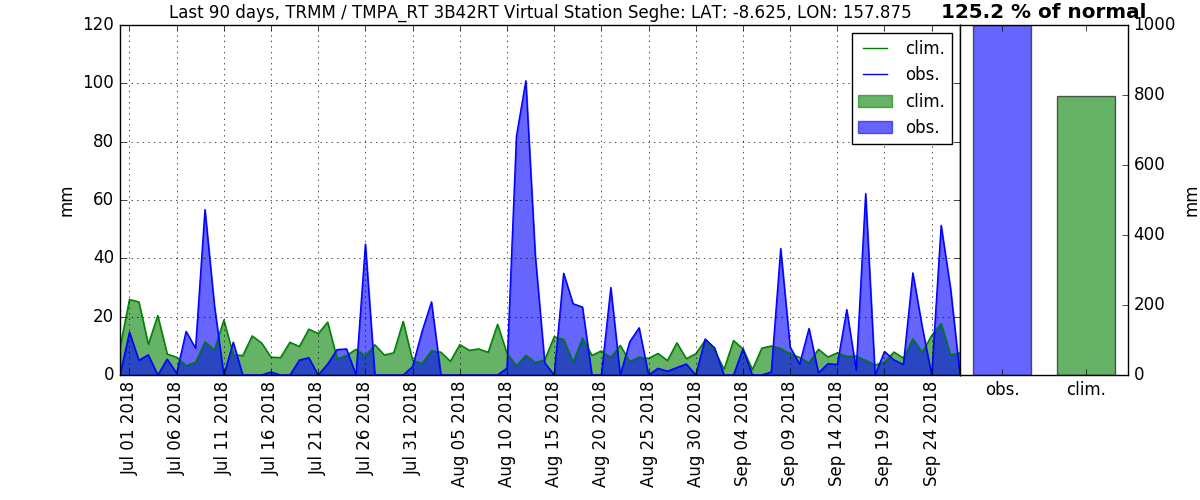 Last 90 days, TRMM / TMPA_RT 3B42RT Virtual Station Seghe: LAT: -8.625, LON: 157.875
125.2 % of normal
120
100
80
60
40
20
0
mm
clim.
obs.
clim.
obs.
1000
800
600
400
200
0
mm
obs.
clim.
Jul 01 2018
Jul 06 2018
Jul 11 2018
Jul 16 2018
Jul 21 2018
Jul 26 2018
Jul 31 2018
Aug 05 2018
Aug 10 2018
Aug 15 2018
Aug 20 2018
Aug 25 2018
Aug 30 2018
Sep 04 2018
Sep 09 2018
Sep 14 2018
Sep 19 2018
Sep 24 2018